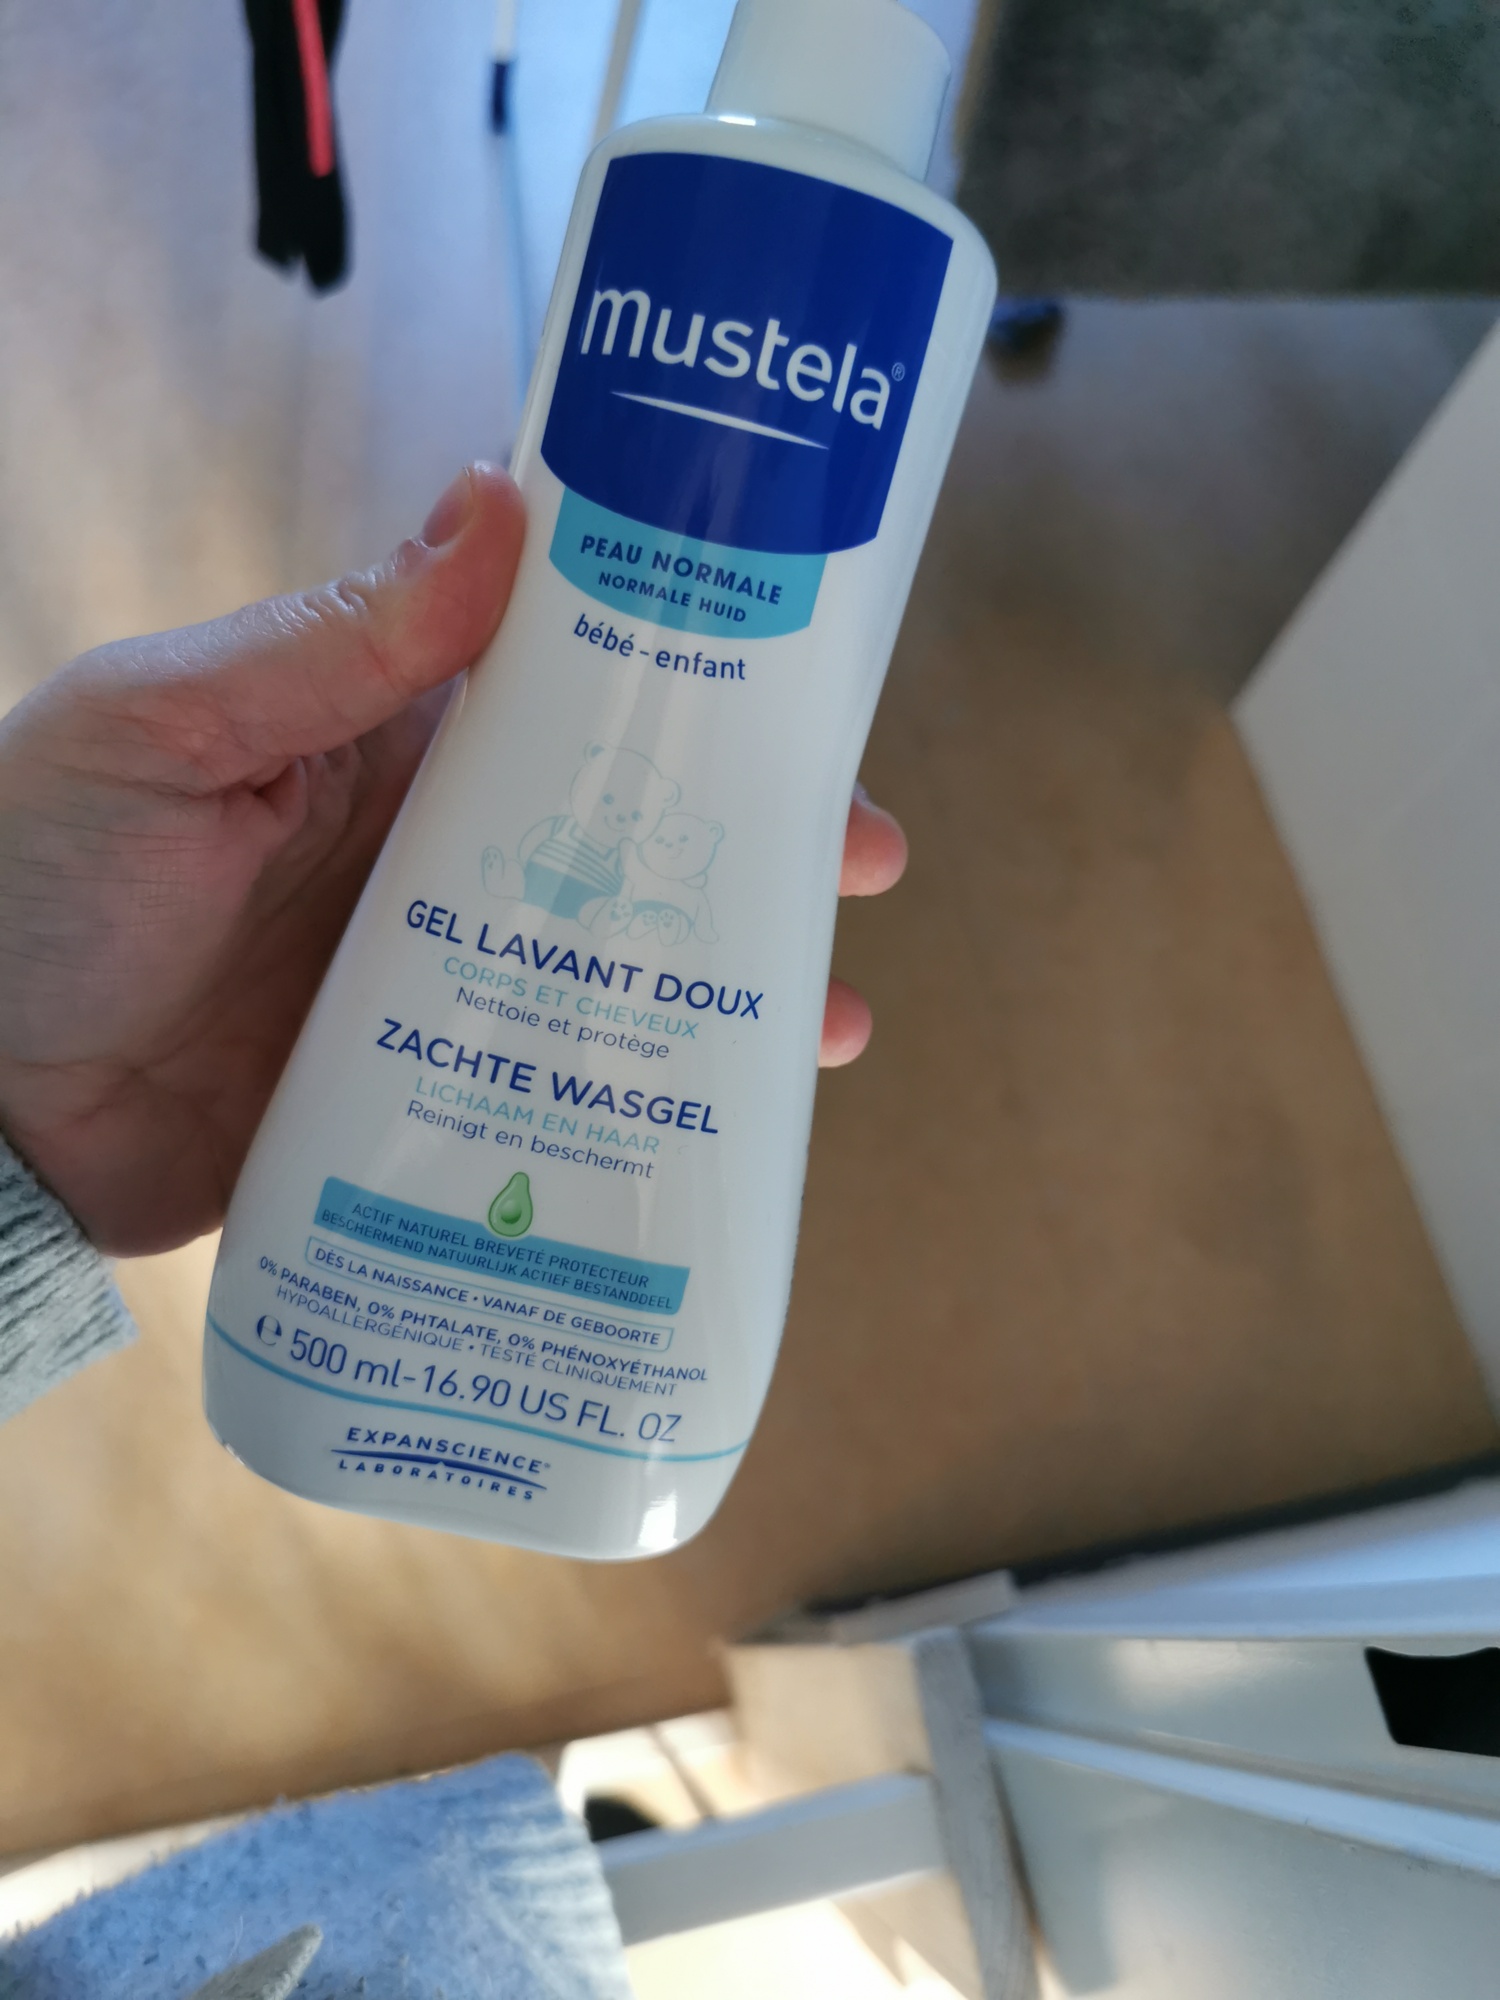 mustela®
PEAU NORMALE
NORMALE HUID
bébé-enfant
GEL LAVANT DOUX
CORPS ET CHEVEUX
Nettoie et protège
ZACHTE WASGEL
LICHAAM EN HAAR
Reinigt en beschermt
ACTIF NATUREL BREVETÉ PROTECTEUR
BESCHERMEND NATUURLIJK ACTIEF BESTANDDEEL
DÈS LA NAISSANCE • VANAF DE GEBOORTE
0% PARABEN, 0% PHTALATE, 0% PHÉNOXYÉTHANOL
HYPOALLERGÉNIQUE • TESTÉ CLINIQUEMENT
℮ 500 ml-16.90 US FL. OZ
EXPANSCIENCE®
LABORATOIRES